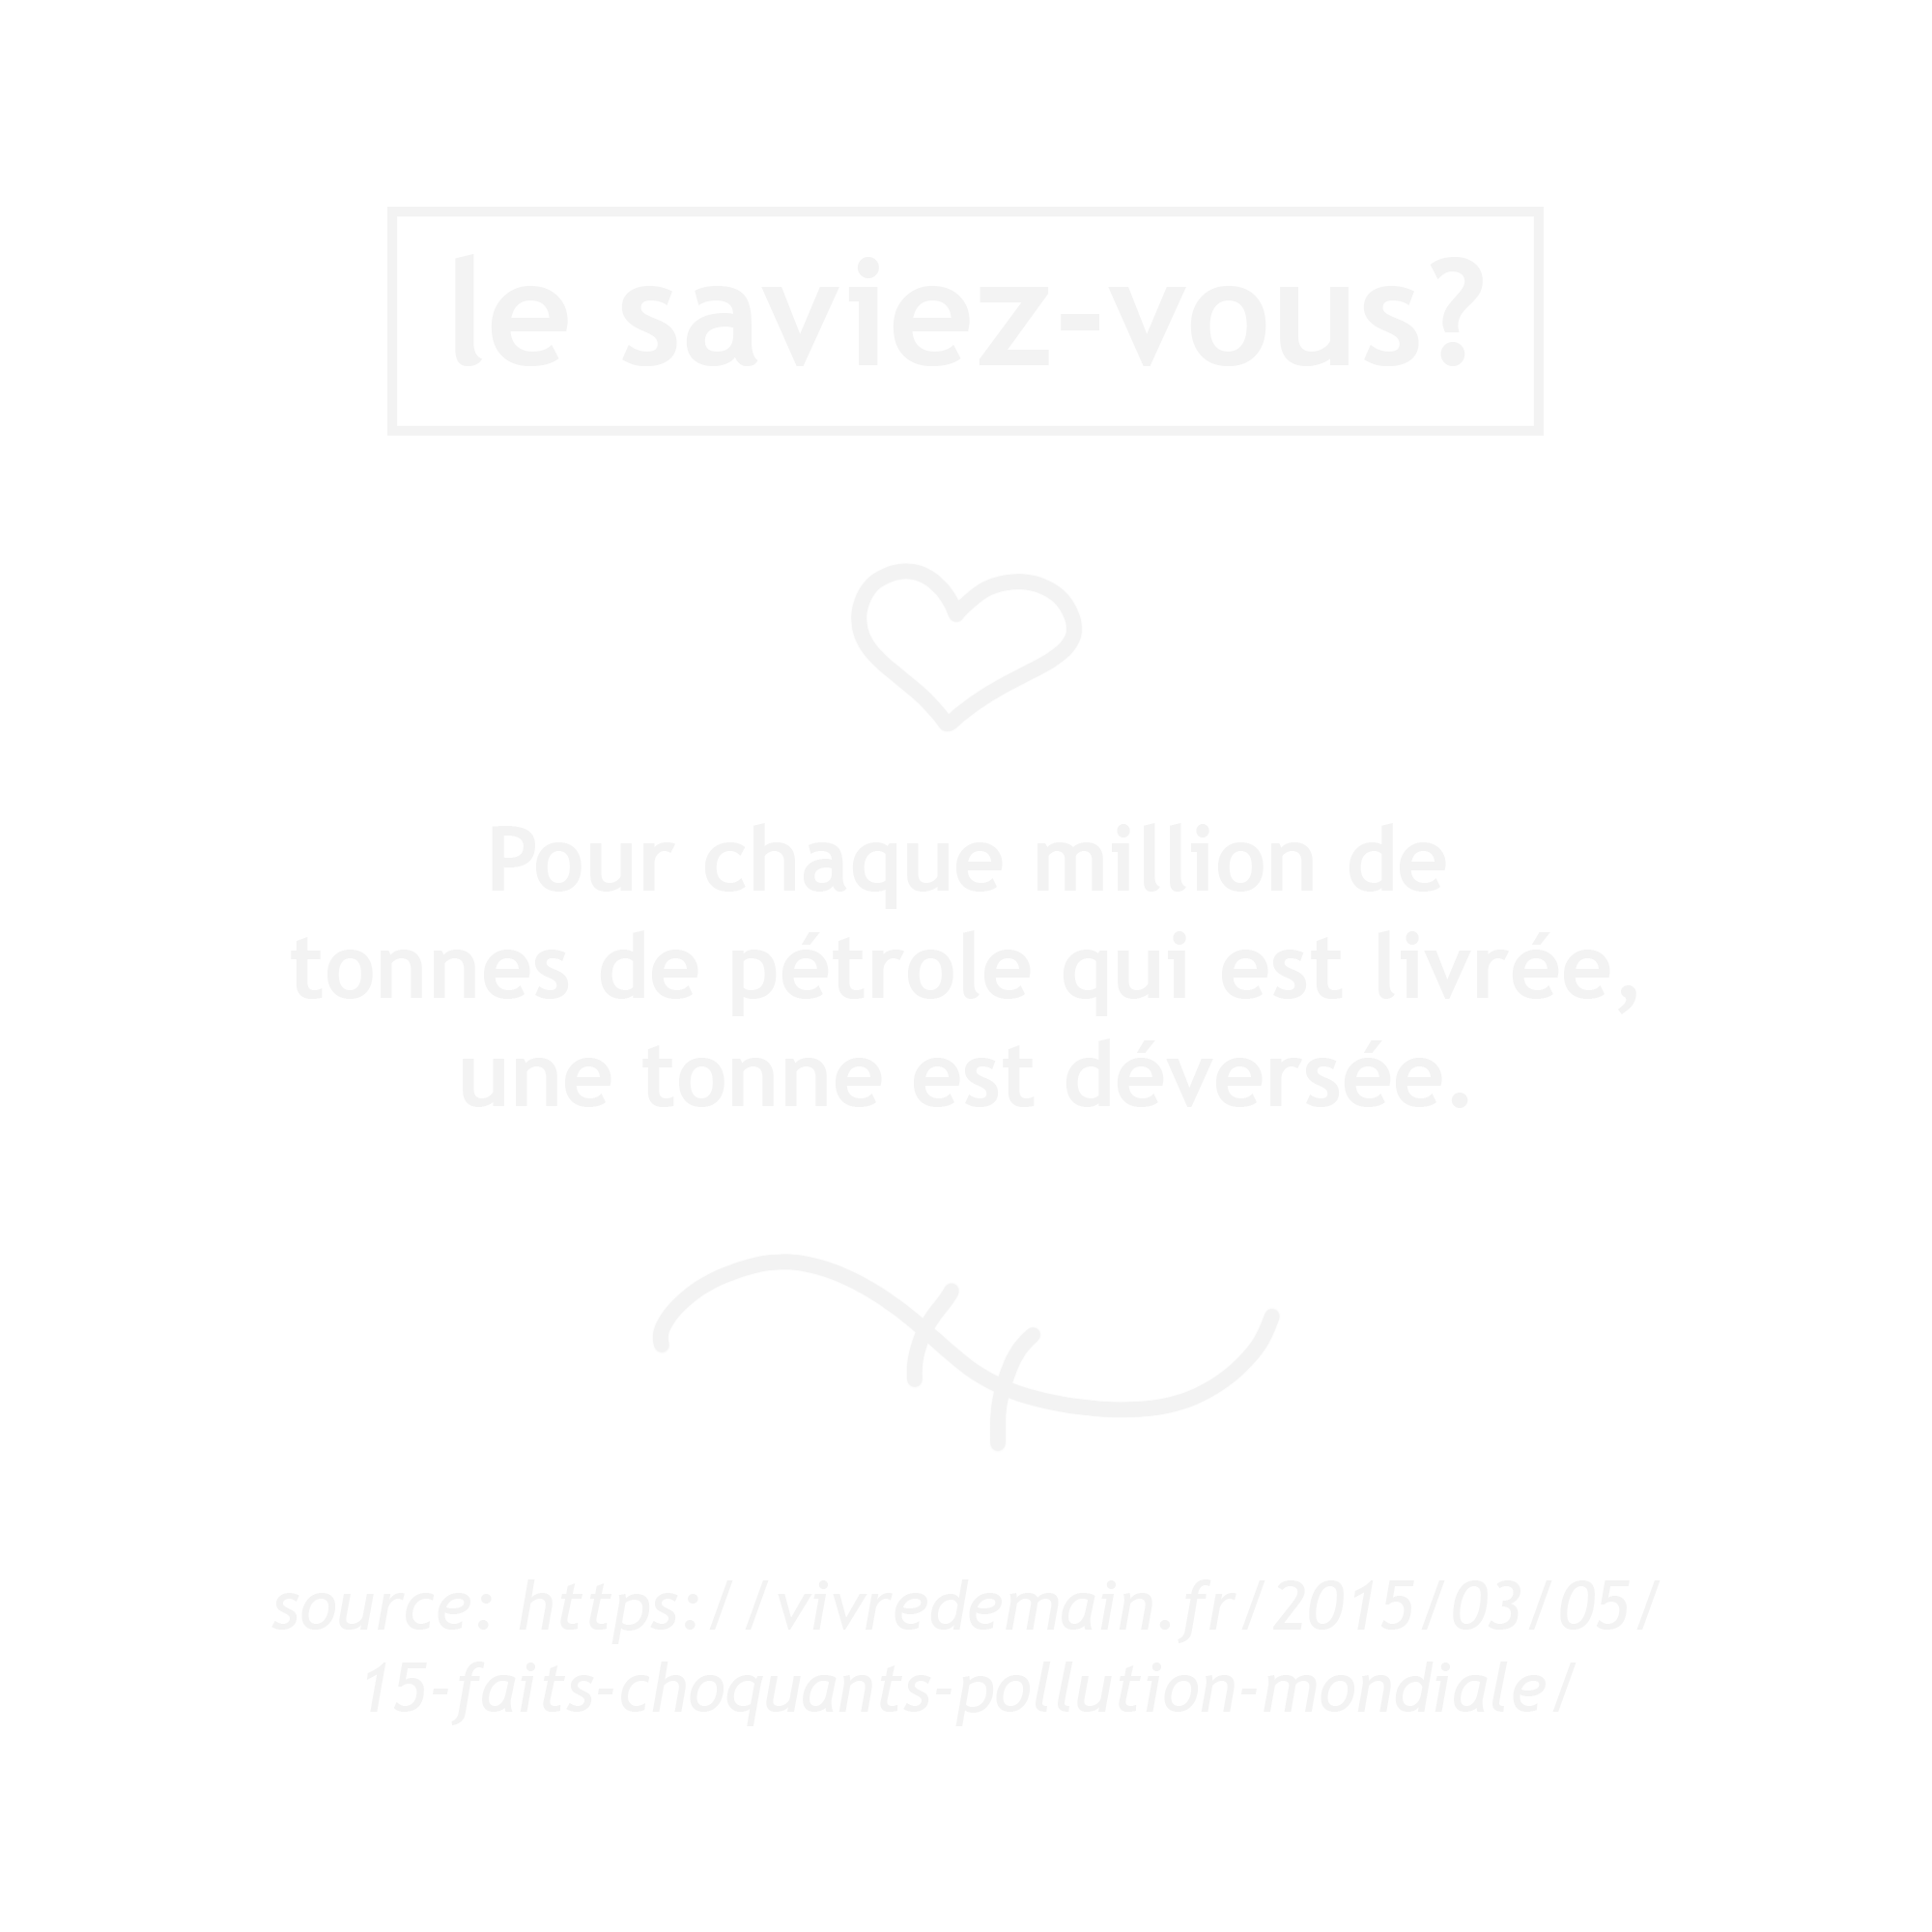 le saviez-vous?
Pour chaque million de
tonnes de pétrole qui est livrée,
une tonne est déversée.
source: https://vivredemain.fr/2015/03/05/
15-faits-choquants-pollution-mondiale/